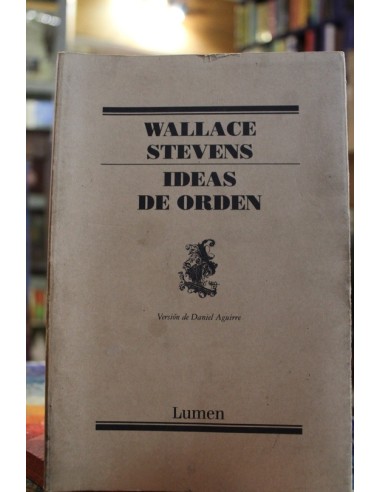 WALLACE
STEVENS
IDEAS
DE ORDEN
Versión de Daniel Aguirre
Lumen